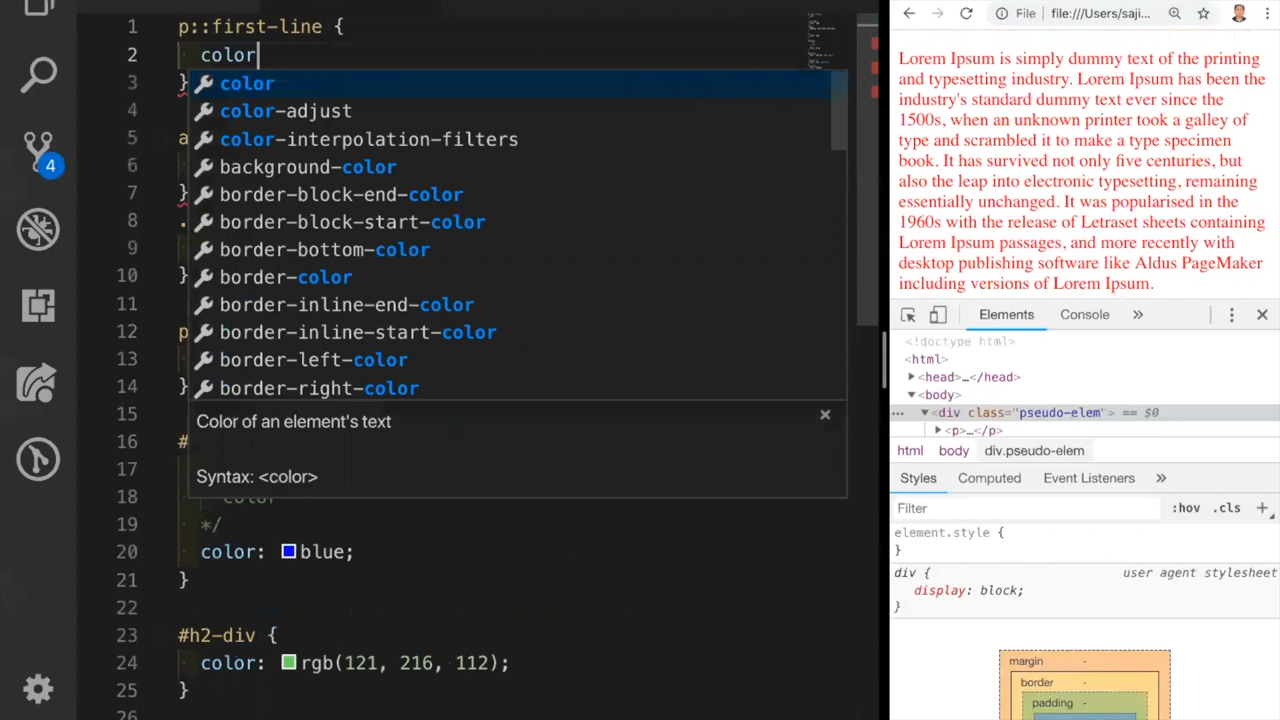 1 p::first-line {
2 color
3 }
4
5 a
6
7 }
8 .
9
10 }
11
12 p
13
14 }
15
16 #
17
18 color
19 */
20 color: blue;
21 }
22
23 #h2-div {
24 color: rgb(121, 216, 112);
25 }
26
color
color-adjust
color-interpolation-filters
background-color
border-block-end-color
border-block-start-color
border-bottom-color
border-color
border-inline-end-color
border-inline-start-color
border-left-color
border-right-color
Color of an element's text
Syntax: <color>
4
File file:///Users/saji...
Lorem Ipsum is simply dummy text of the printing
and typesetting industry. Lorem Ipsum has been the
industry's standard dummy text ever since the
1500s, when an unknown printer took a galley of
type and scrambled it to make a type specimen
book. It has survived not only five centuries, but
also the leap into electronic typesetting, remaining
essentially unchanged. It was popularised in the
1960s with the release of Letraset sheets containing
Lorem Ipsum passages, and more recently with
desktop publishing software like Aldus PageMaker
including versions of Lorem Ipsum.
Elements Console »
<!doctype html>
<html>
<head>…</head>
<body>
<div class="pseudo-elem"> == $0
<p>…</p>
html body div.pseudo-elem
Styles Computed Event Listeners »
Filter :hov .cls +
element.style {
}
div { user agent stylesheet
display: block;
}
margin -
border -
padding -